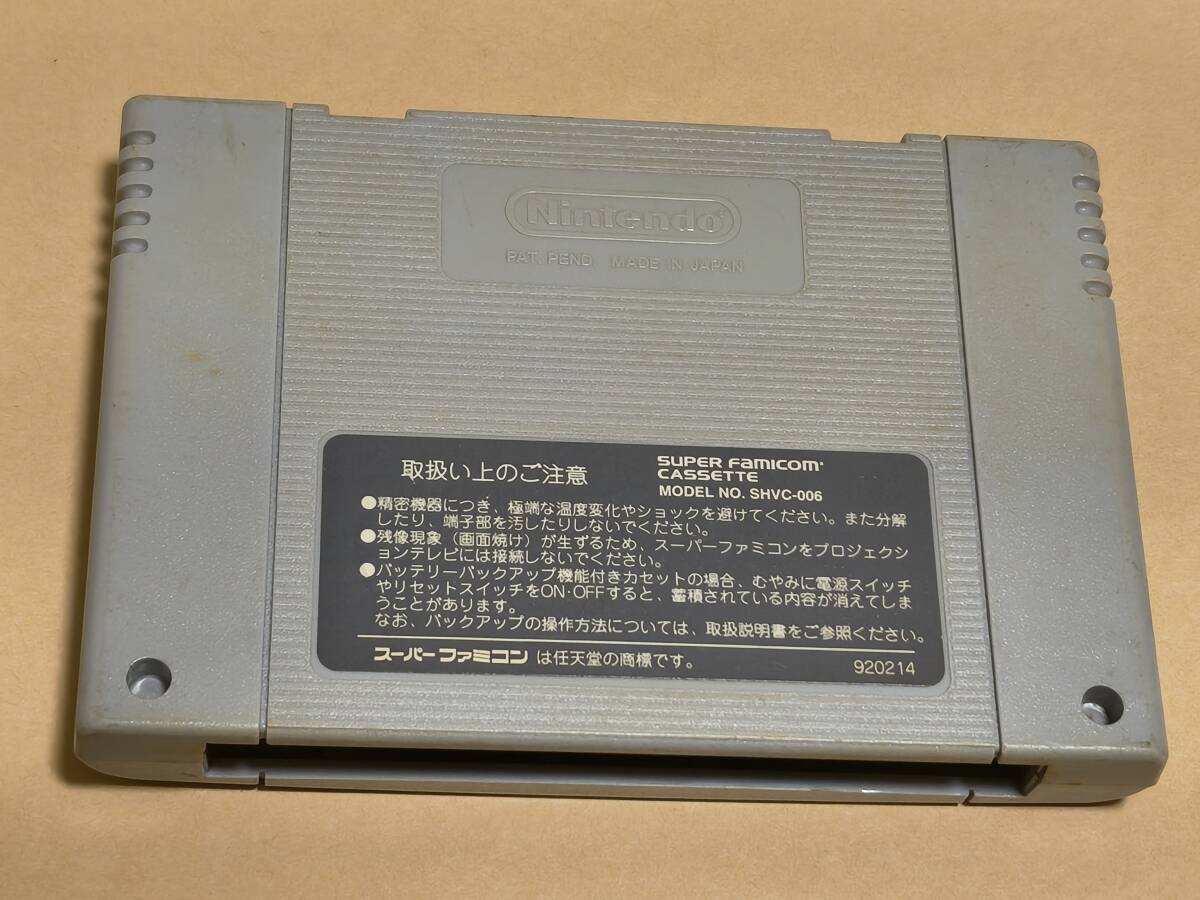 Nintendo®
PAT. PEND. MADE IN JAPAN
取扱い上のご注意
SUPER FAMICOM®
CASSETTE
MODEL NO. SHVC-006
●精密機器につき、極端な温度変化やショックを避けてください。また分解
したり、端子部を汚したりしないでください。
●残像現象（画面焼け）が生ずるため、スーパーファミコンをプロジェクシ
ョンテレビには接続しないでください。
●バッテリーバックアップ機能付きカセットの場合、むやみに電源スイッチ
やリセットスイッチをON·OFFすると、蓄積されている内容が消えてしま
うことがあります。
なお、バックアップの操作方法については、取扱説明書をご参照ください。
スーパーファミコン は任天堂の商標です。
920214